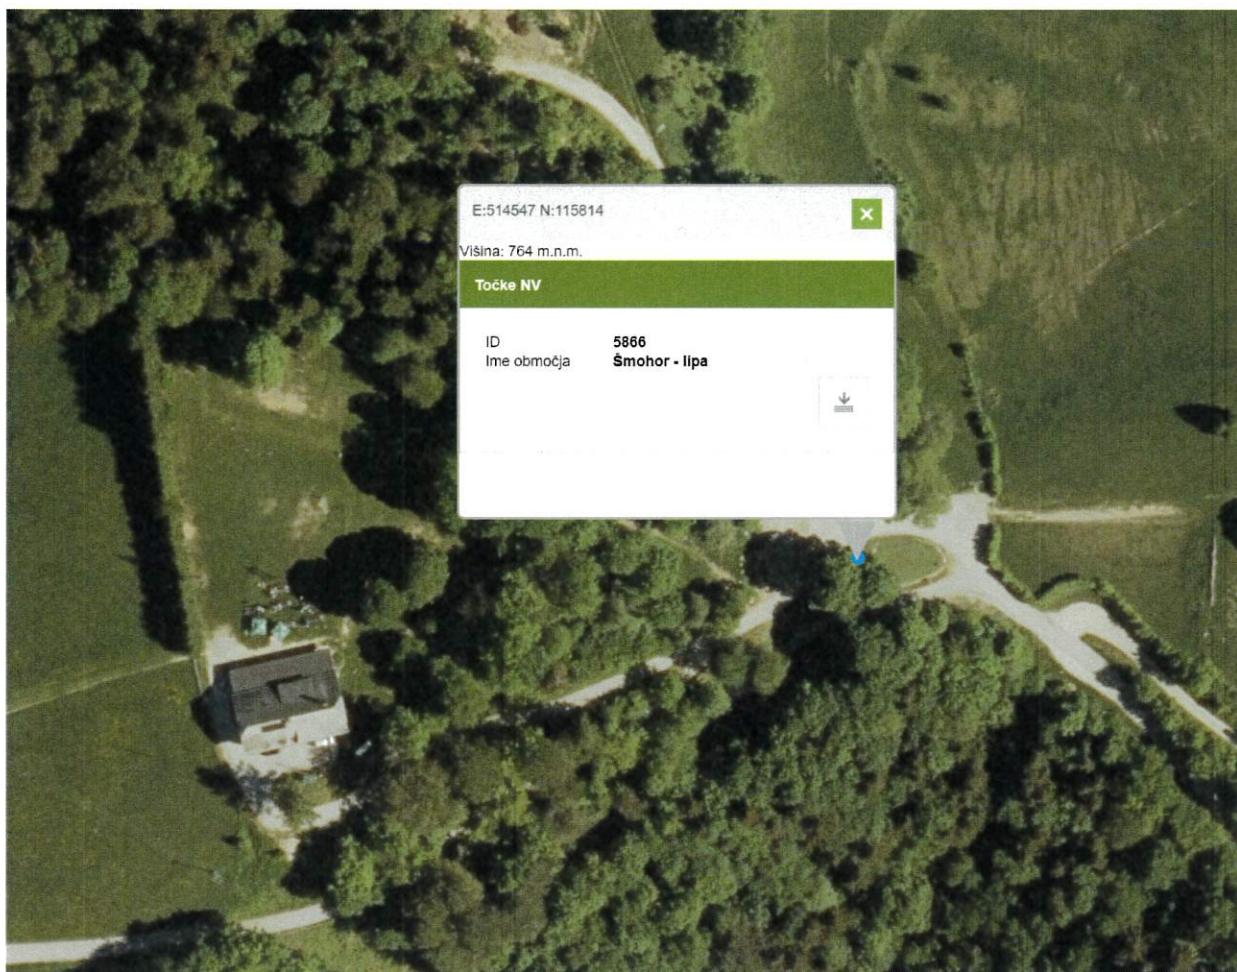 E:514547 N:115814
Višina: 764 m.n.m.
Točke NV
ID 5866
Ime območja Šmohor - lipa